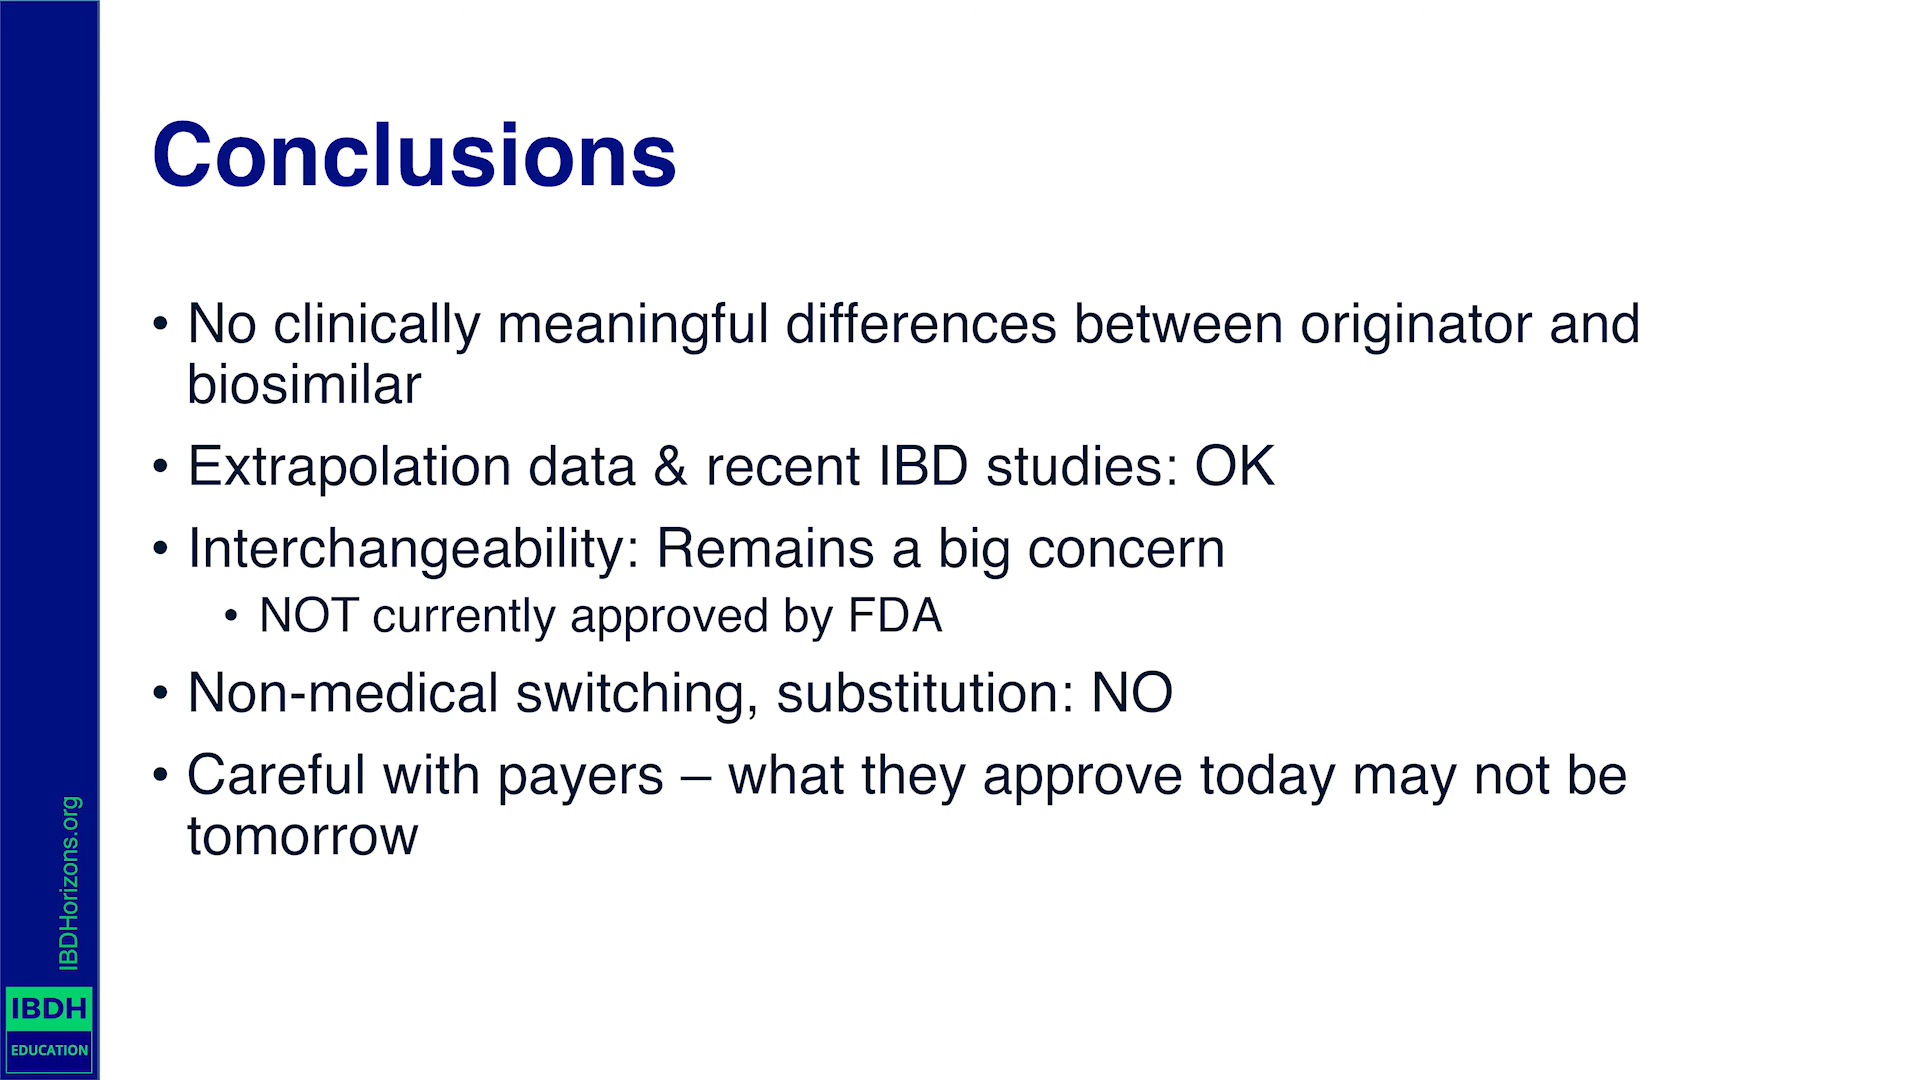 Conclusions
• No clinically meaningful differences between originator and
biosimilar
• Extrapolation data & recent IBD studies: OK
• Interchangeability: Remains a big concern
• NOT currently approved by FDA
• Non-medical switching, substitution: NO
• Careful with payers – what they approve today may not be
tomorrow
IBDHorizons.org
IBDH
EDUCATION